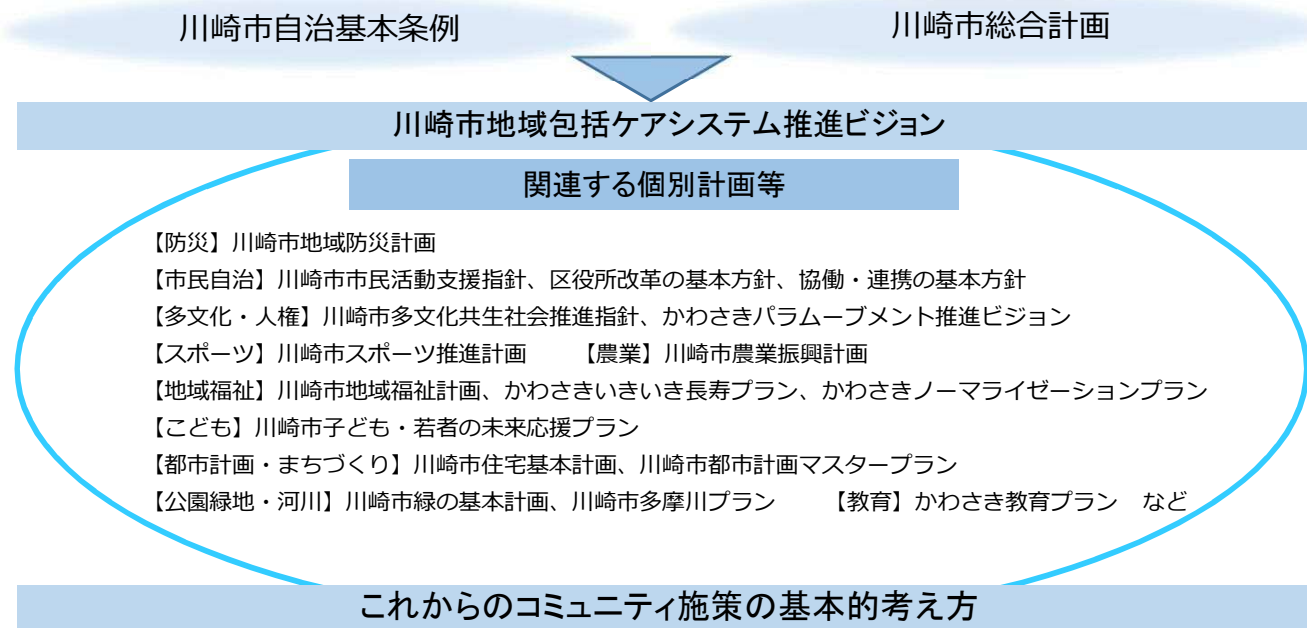 川崎市自治基本条例
川崎市総合計画
川崎市地域包括ケアシステム推進ビジョン
関連する個別計画等
【防災】川崎市地域防災計画
【市民自治】川崎市市民活動支援指針、区役所改革の基本方針、協働・連携の基本方針
【多文化・人権】川崎市多文化共生社会推進指針、かわさきパラムーブメント推進ビジョン
【スポーツ】川崎市スポーツ推進計画　　【農業】川崎市農業振興計画
【地域福祉】川崎市地域福祉計画、かわさきいきいき長寿プラン、かわさきノーマライゼーションプラン
【こども】川崎市子ども・若者の未来応援プラン
【都市計画・まちづくり】川崎市住宅基本計画、川崎市都市計画マスタープラン
【公園緑地・河川】川崎市緑の基本計画、川崎市多摩川プラン　　【教育】かわさき教育プラン　など
これからのコミュニティ施策の基本的考え方